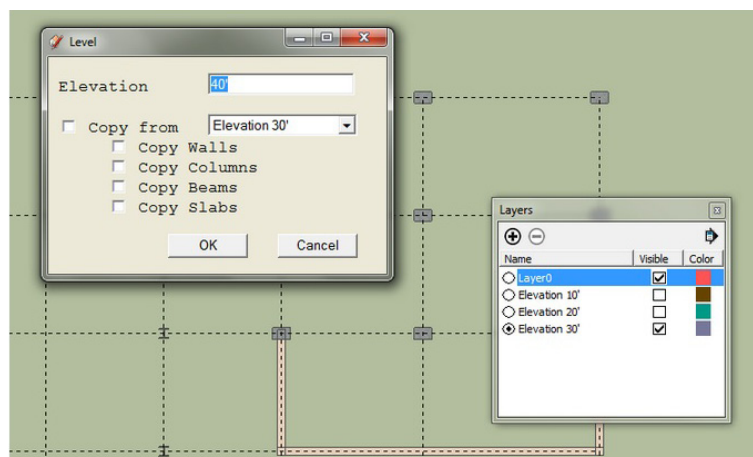 Level
Elevation 40'
Copy from Elevation 30'
Copy Walls
Copy Columns
Copy Beams
Copy Slabs
OK Cancel
Layers
Name Visible Color
Layer0
Elevation 10'
Elevation 20'
Elevation 30'